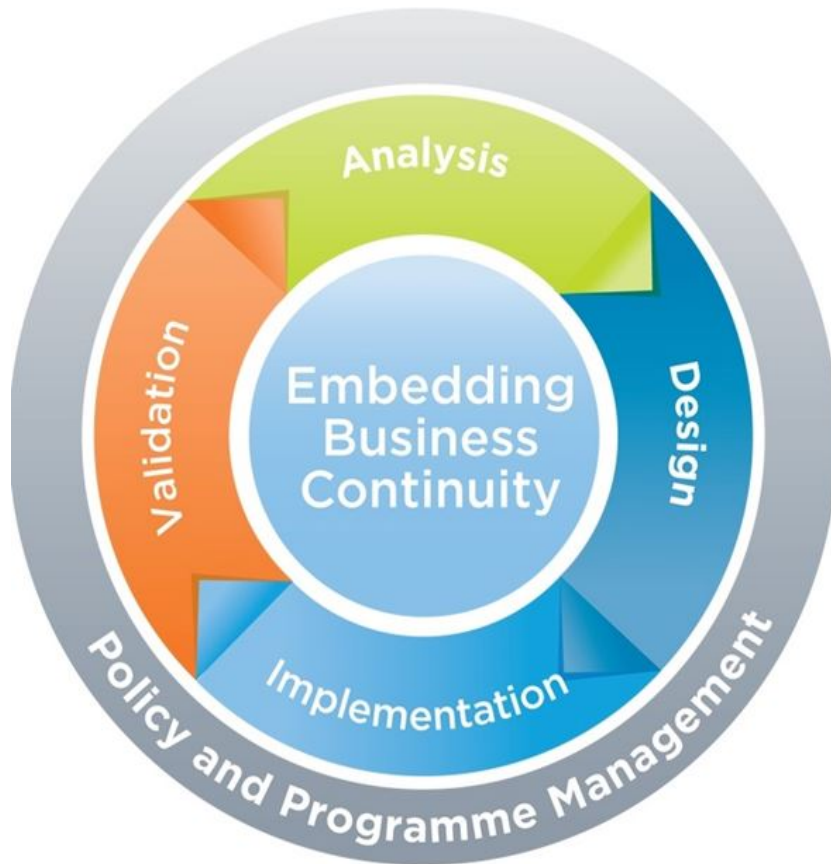 Analysis
Design
Implementation
Validation
Embedding
Business
Continuity
Policy and Programme Management